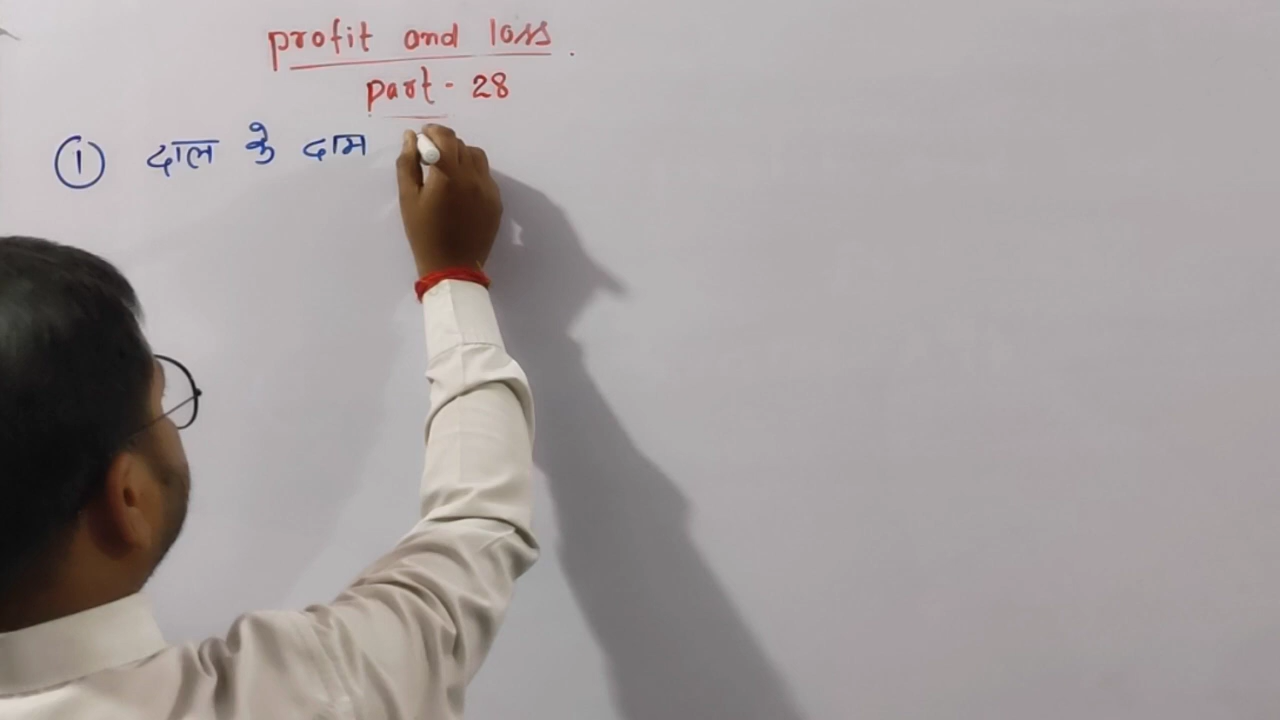 profit and loss
part - 28
① दाल के दाम